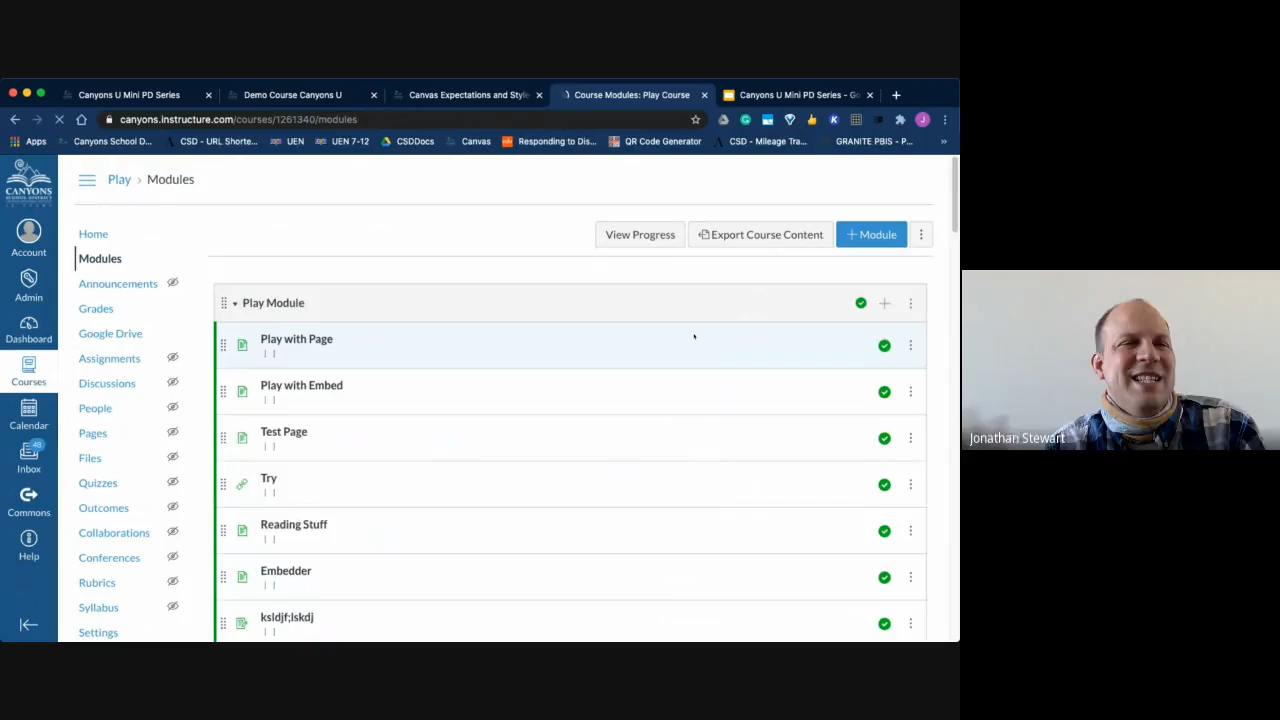 Canyons U Mini PD Series
Demo Course Canyons U
Canvas Expectations and Style
Course Modules: Play Course
Canyons U Mini PD Series - Go
canyons.instructure.com/courses/1261340/modules
J
Apps
Canyons School D...
CSD - URL Shorte...
UEN
UEN 7-12
CSDDocs
Canvas
Responding to Dis...
QR Code Generator
CSD - Mileage Tra...
GRANITE PBIS - P...
»
CANYONS
Account
Admin
Dashboard
Courses
Calendar
48
Inbox
Commons
Help
Play › Modules
Home
Modules
Announcements
Grades
Google Drive
Assignments
Discussions
People
Pages
Files
Quizzes
Outcomes
Collaborations
Conferences
Rubrics
Syllabus
Settings
View Progress
Export Course Content
+ Module
Play Module
Play with Page
| |
Play with Embed
| |
Test Page
| |
Try
| |
Reading Stuff
| |
Embedder
| |
ksldjf;lskdj
| |
Jonathan Stewart